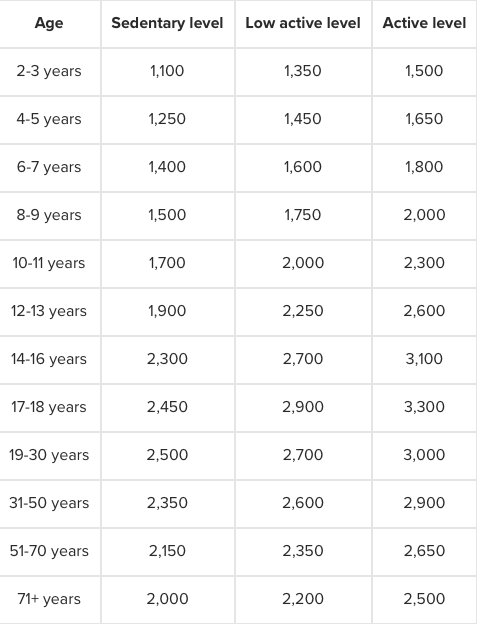 Age Sedentary level Low active level Active level
2-3 years 1,100 1,350 1,500
4-5 years 1,250 1,450 1,650
6-7 years 1,400 1,600 1,800
8-9 years 1,500 1,750 2,000
10-11 years 1,700 2,000 2,300
12-13 years 1,900 2,250 2,600
14-16 years 2,300 2,700 3,100
17-18 years 2,450 2,900 3,300
19-30 years 2,500 2,700 3,000
31-50 years 2,350 2,600 2,900
51-70 years 2,150 2,350 2,650
71+ years 2,000 2,200 2,500